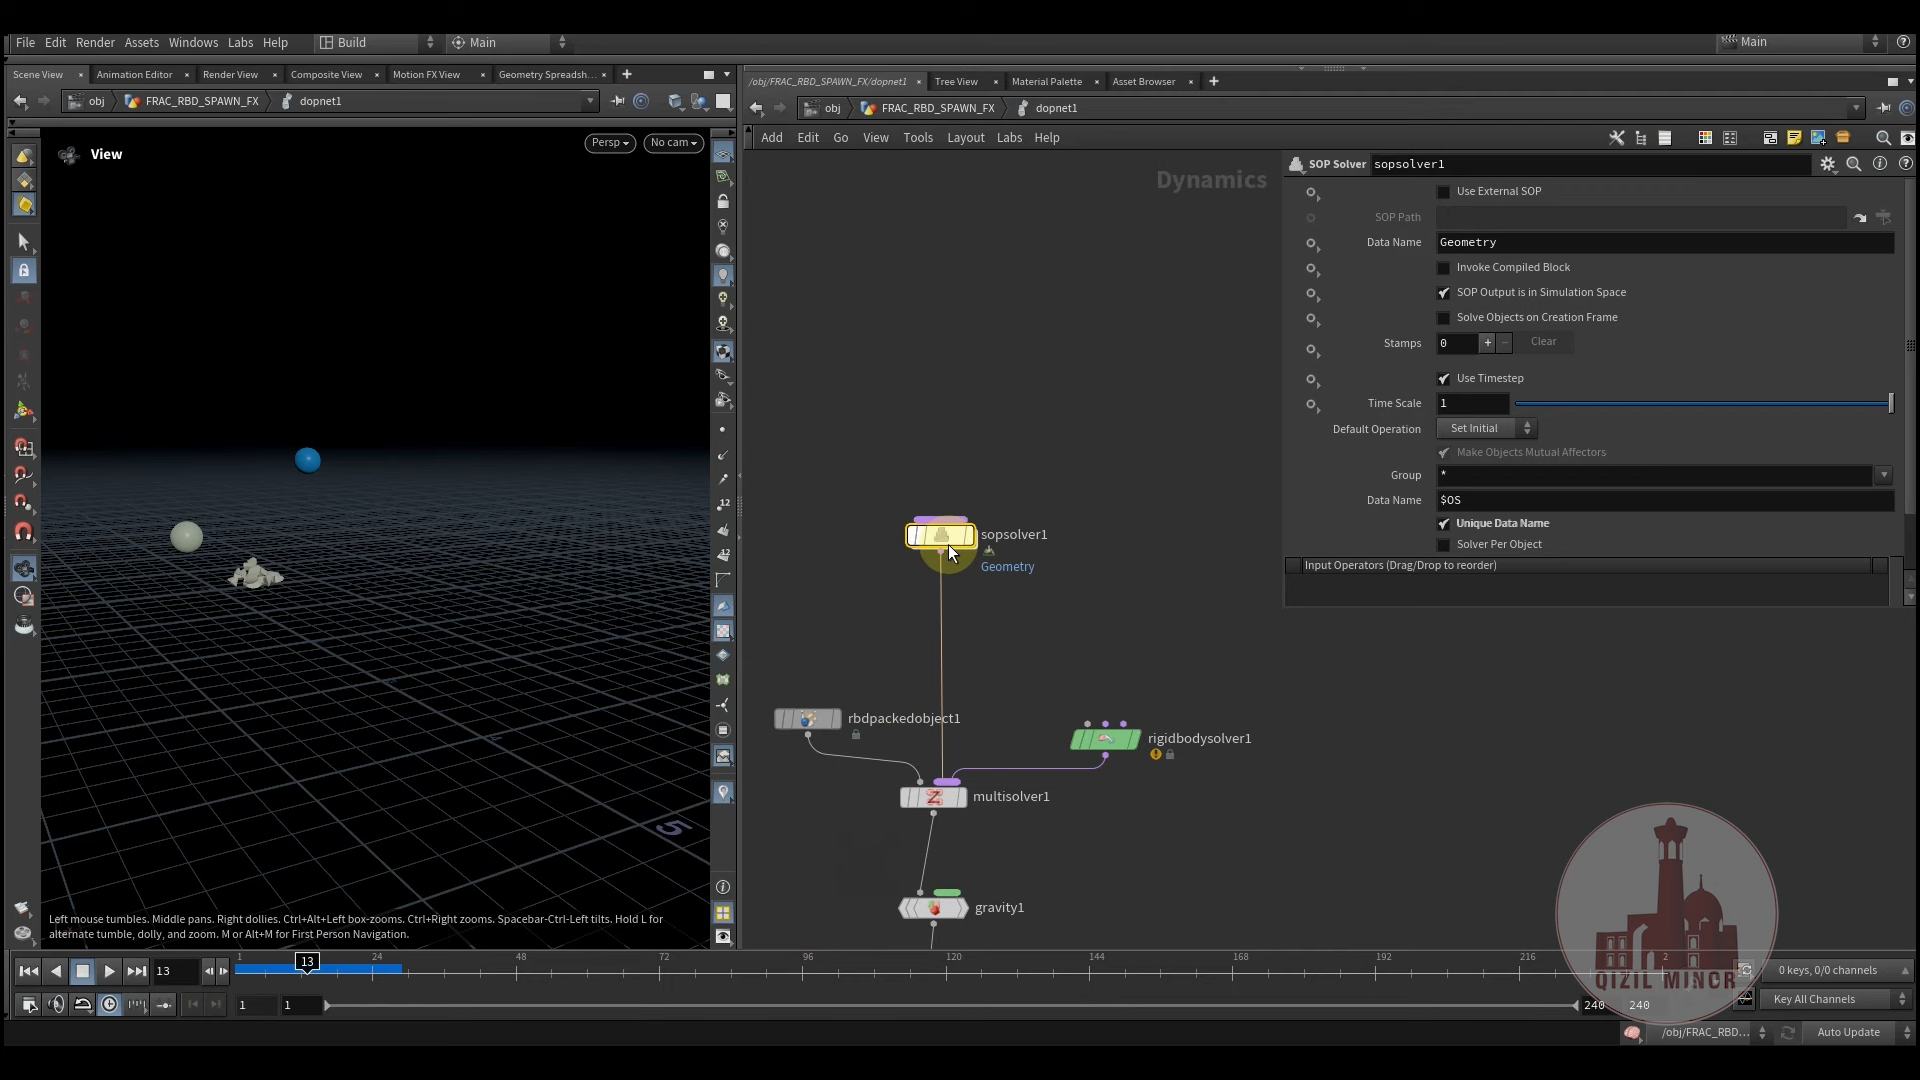 File Edit Render Assets Windows Labs Help Build Main Main
Scene View Animation Editor Render View Composite View Motion FX View Geometry Spreadsh...
/obj/FRAC_RBD_SPAWN_FX/dopnet1 Tree View Material Palette Asset Browser
obj FRAC_RBD_SPAWN_FX dopnet1
obj FRAC_RBD_SPAWN_FX dopnet1
Add Edit Go View Tools Layout Labs Help
View
Persp
No cam
Dynamics
SOP Solver sopsolver1
Use External SOP
SOP Path
Data Name Geometry
Invoke Compiled Block
SOP Output is in Simulation Space
Solve Objects on Creation Frame
Stamps 0 Clear
Use Timestep
Time Scale 1
Default Operation Set Initial
Make Objects Mutual Affectors
Group *
Data Name $OS
Unique Data Name
Solver Per Object
Input Operators (Drag/Drop to reorder)
sopsolver1
Geometry
rbdpackedobject1
rigidbodysolver1
multisolver1
gravity1
12
12
5
Left mouse tumbles. Middle pans. Right dollies. Ctrl+Alt+Left box-zooms. Ctrl+Right zooms. Spacebar-Ctrl-Left tilts. Hold L for
alternate tumble, dolly, and zoom. M or Alt+M for First Person Navigation.
QIZIL MINOR
13
1 13 24 48 72 96 120 144 168 192 216 2
0 keys, 0/0 channels
1 1 240 240
Key All Channels
/obj/FRAC_RBD... Auto Update